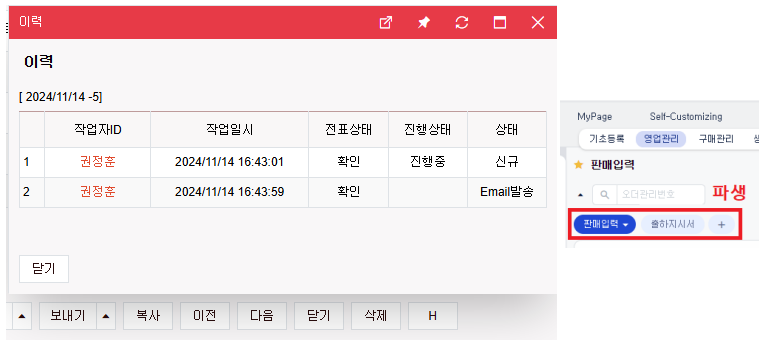 이력
이력
[ 2024/11/14 -5]
작업자ID 작업일시 전표상태 진행상태 상태
1 권정훈 2024/11/14 16:43:01 확인 진행중 신규
2 권정훈 2024/11/14 16:43:59 확인 Email발송
닫기
보내기 복사 이전 다음 닫기 삭제 H
MyPage Self-Customizing
기초등록 영업관리 구매관리
판매입력
오더관리번호 파생
판매입력 출하지시서 +